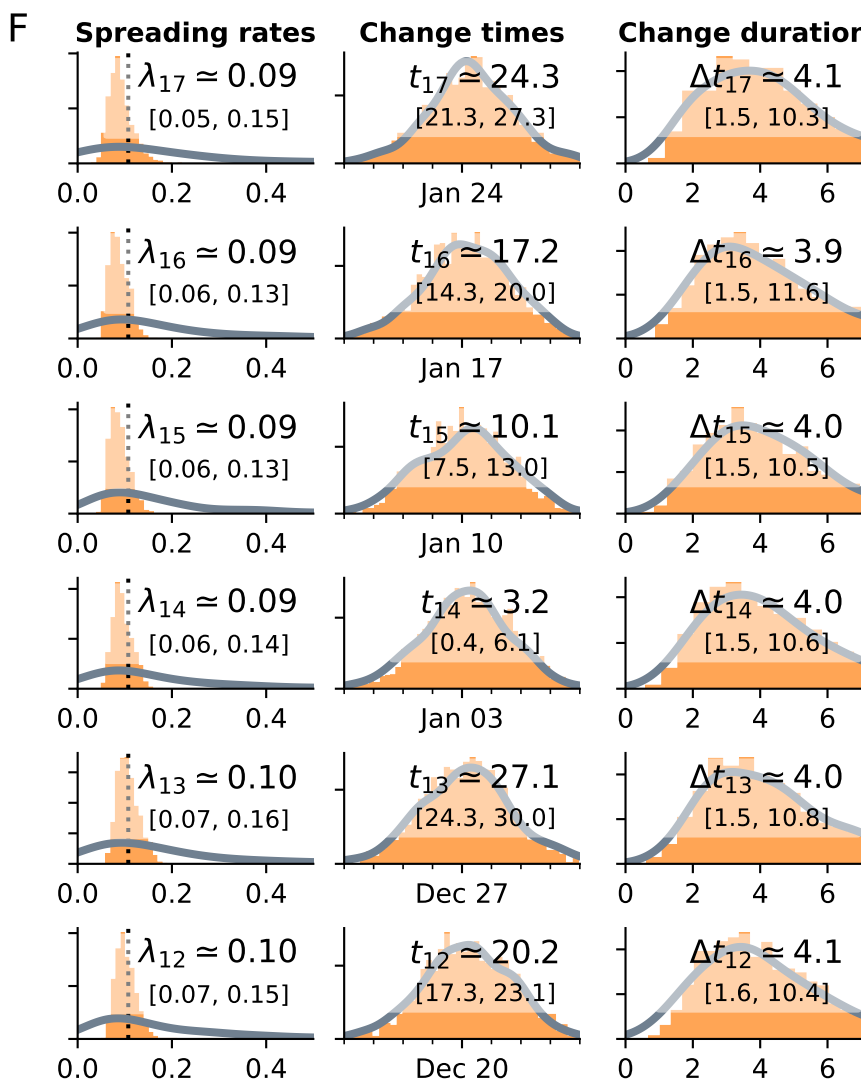 F
Spreading rates Change times Change duration
λ17 ≃ 0.09 t17 ≃ 24.3 Δt17 ≃ 4.1
[0.05, 0.15] [21.3, 27.3] [1.5, 10.3]
0.0 0.2 0.4 Jan 24 0 2 4 6
λ16 ≃ 0.09 t16 ≃ 17.2 Δt16 ≃ 3.9
[0.06, 0.13] [14.3, 20.0] [1.5, 11.6]
0.0 0.2 0.4 Jan 17 0 2 4 6
λ15 ≃ 0.09 t15 ≃ 10.1 Δt15 ≃ 4.0
[0.06, 0.13] [7.5, 13.0] [1.5, 10.5]
0.0 0.2 0.4 Jan 10 0 2 4 6
λ14 ≃ 0.09 t14 ≃ 3.2 Δt14 ≃ 4.0
[0.06, 0.14] [0.4, 6.1] [1.5, 10.6]
0.0 0.2 0.4 Jan 03 0 2 4 6
λ13 ≃ 0.10 t13 ≃ 27.1 Δt13 ≃ 4.0
[0.07, 0.16] [24.3, 30.0] [1.5, 10.8]
0.0 0.2 0.4 Dec 27 0 2 4 6
λ12 ≃ 0.10 t12 ≃ 20.2 Δt12 ≃ 4.1
[0.07, 0.15] [17.3, 23.1] [1.6, 10.4]
0.0 0.2 0.4 Dec 20 0 2 4 6